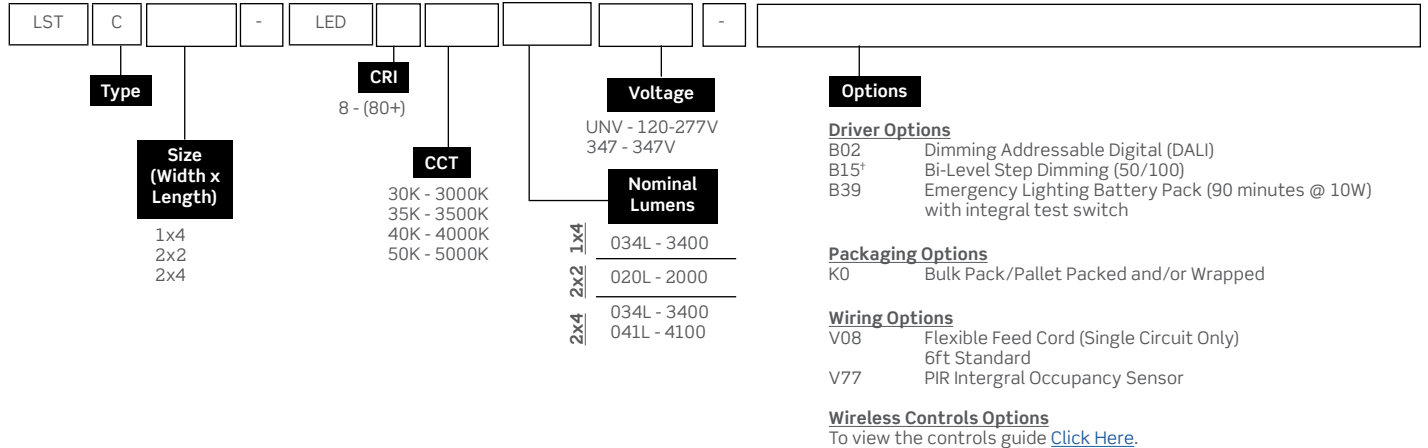 LST C - LED -
Type
Size
(Width x
Length)
1x4
2x2
2x4
CRI
8 - (80+)
CCT
30K - 3000K
35K - 3500K
40K - 4000K
50K - 5000K
Voltage
UNV - 120-277V
347 - 347V
Nominal
Lumens
1x4 034L - 3400
2x2 020L - 2000
2x4 034L - 3400
041L - 4100
Options
Driver Options
B02 Dimming Addressable Digital (DALI)
B15† Bi-Level Step Dimming (50/100)
B39 Emergency Lighting Battery Pack (90 minutes @ 10W)
with integral test switch
Packaging Options
K0 Bulk Pack/Pallet Packed and/or Wrapped
Wiring Options
V08 Flexible Feed Cord (Single Circuit Only)
6ft Standard
V77 PIR Intergral Occupancy Sensor
Wireless Controls Options
To view the controls guide Click Here.